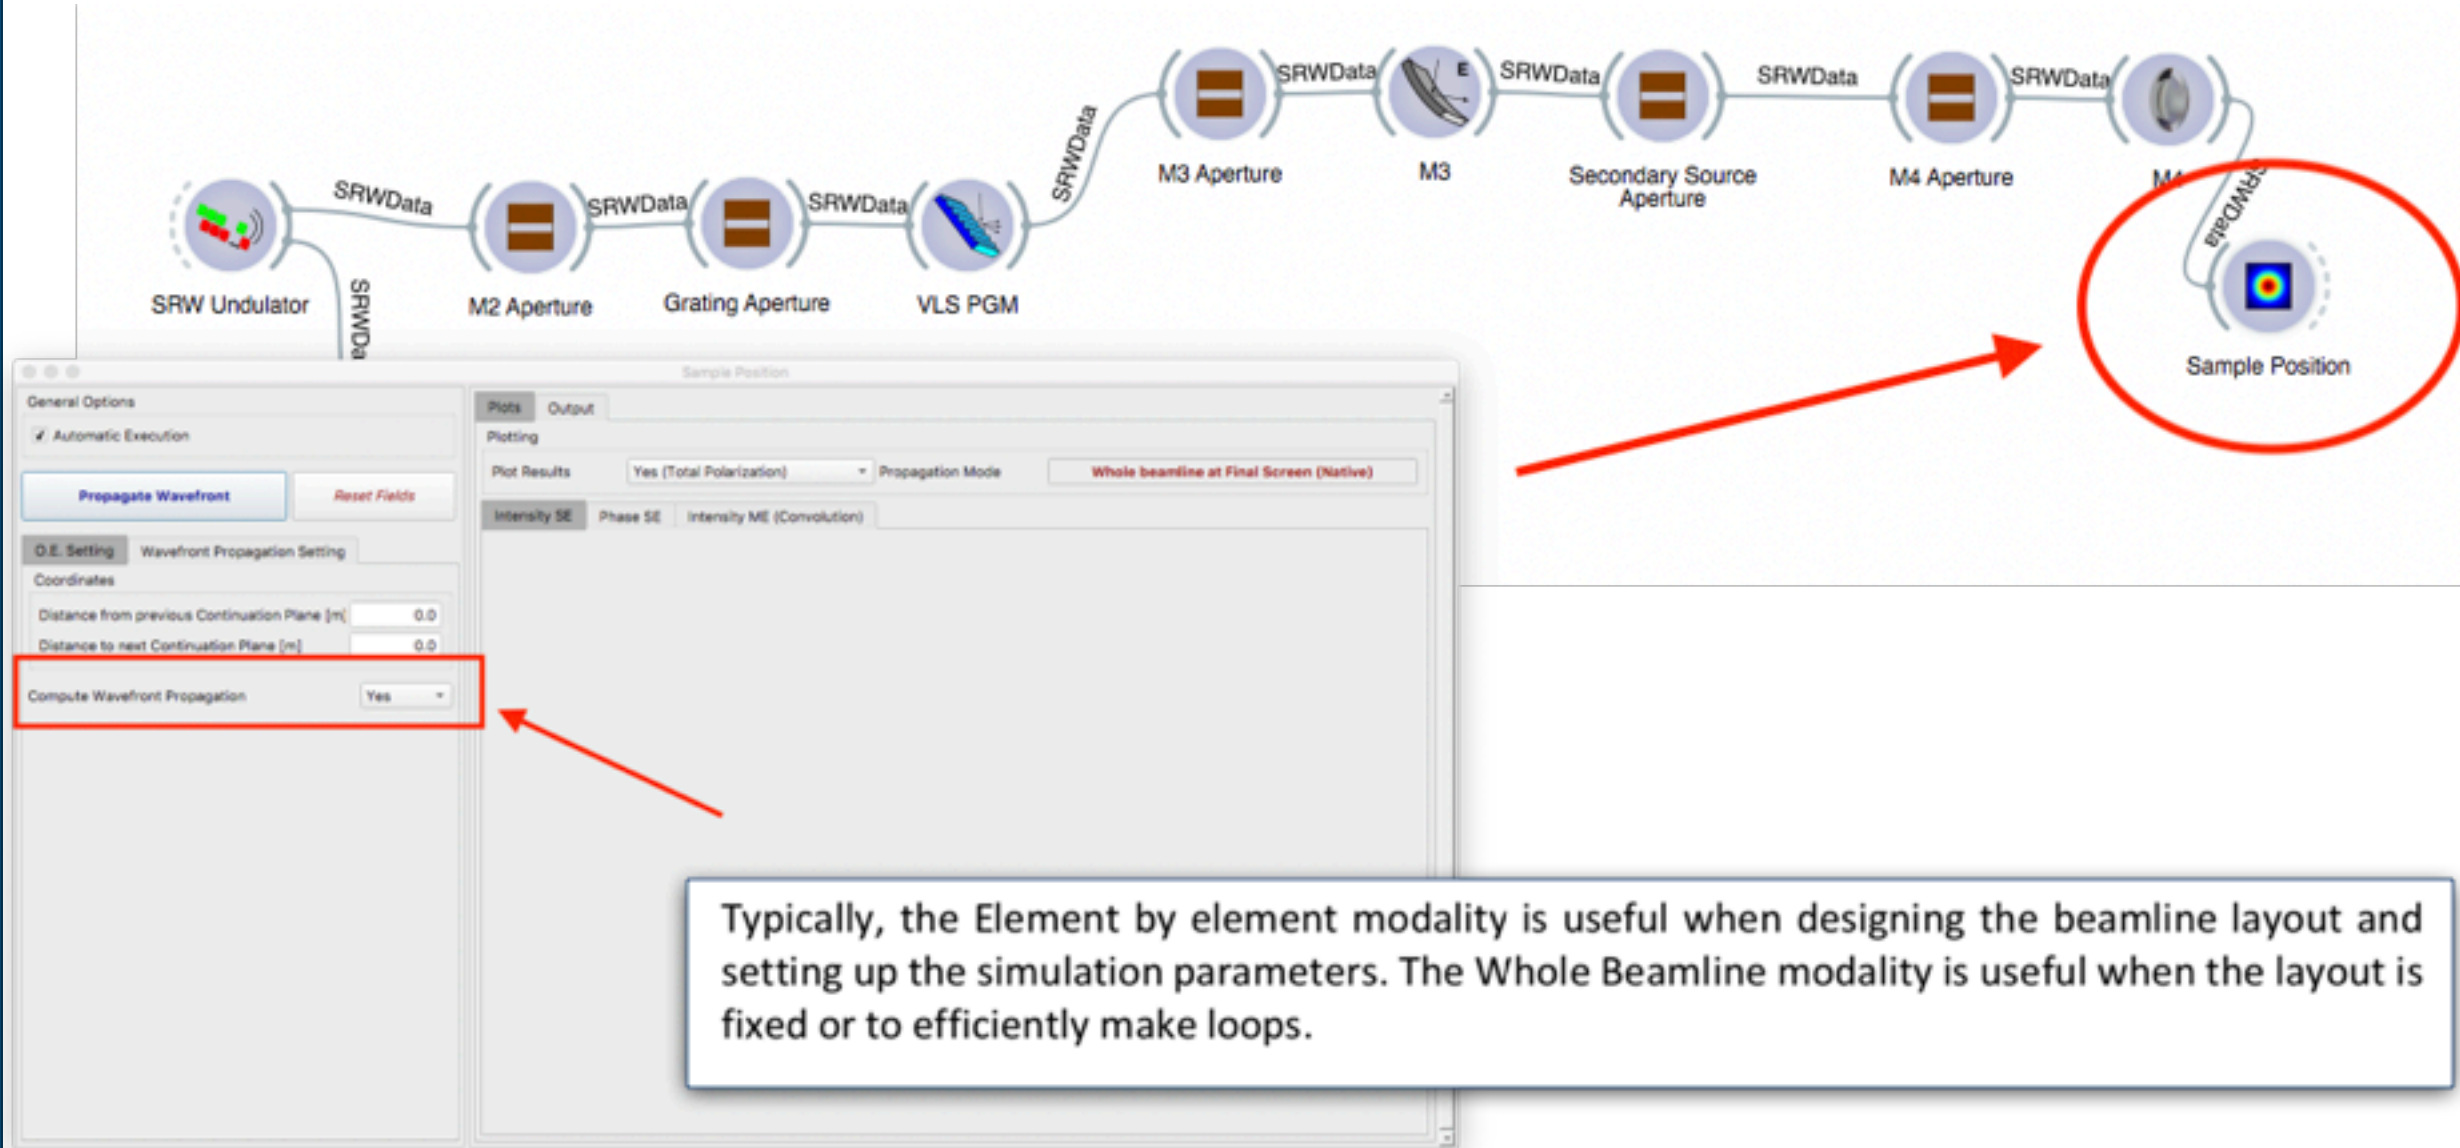 SRWData
SRWData
SRWData
SRWData
M3 Aperture
M3
Secondary Source
Aperture
M4 Aperture
SRWData
SRWData
SRWData
SRWData
SRWData
SRW Undulator
M2 Aperture
Grating Aperture
VLS PGM
Sample Position
Sample Position
General Options
Automatic Execution
Propagate Wavefront
Reset Fields
O.E. Setting
Wavefront Propagation Setting
Coordinates
Distance from previous Continuation Plane [m] 0.0
Distance to next Continuation Plane [m] 0.0
Compute Wavefront Propagation Yes
Plots
Output
Plotting
Plot Results Yes (Total Polarization) Propagation Mode Whole beamline at Final Screen (Native)
Intensity SE
Phase SE
Intensity ME (Convolution)
Typically, the Element by element modality is useful when designing the beamline layout and
setting up the simulation parameters. The Whole Beamline modality is useful when the layout is
fixed or to efficiently make loops.